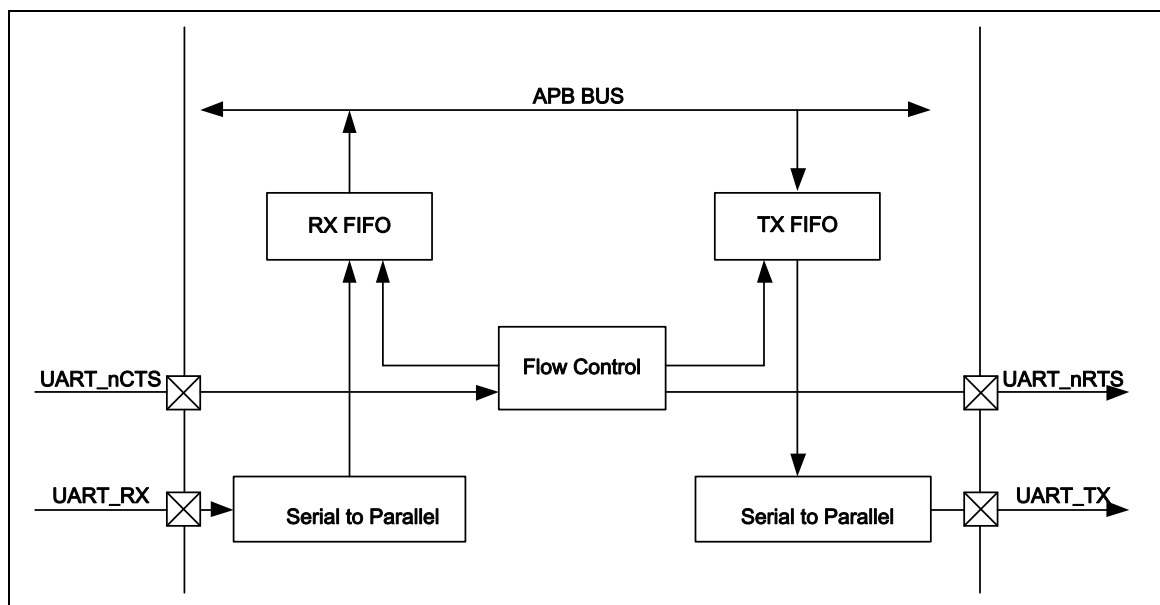 APB BUS
RX FIFO
TX FIFO
Flow Control
UART_nCTS
UART_nRTS
UART_RX
Serial to Parallel
Serial to Parallel
UART_TX